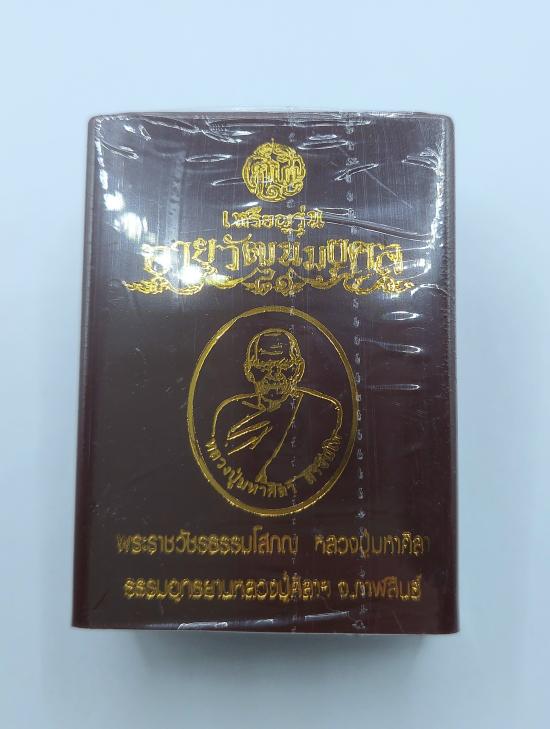 เหรียญรุ่น
อายุวัฒนมงคล
๘๑
หลวงปู่มหาศิลา สิริจันโท
พระราชวัชรธรรมโสภณ หลวงปู่มหาศิลา
ธรรมอุทธยานหลวงปู่ศิลาฯ จ.กาฬสินธุ์